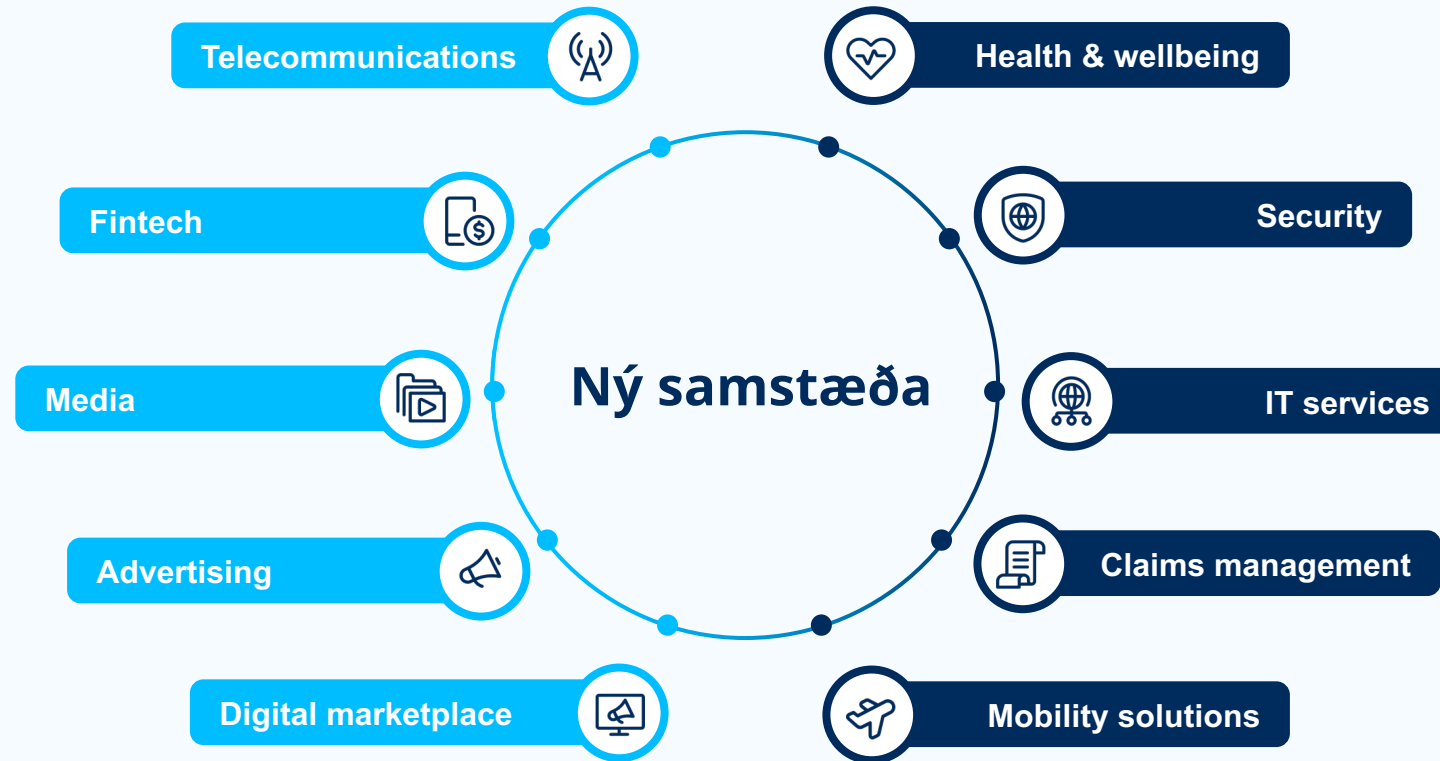 Telecommunications
Health & wellbeing
Fintech
Security
Media
Ný samstæða
IT services
Advertising
Claims management
Digital marketplace
Mobility solutions